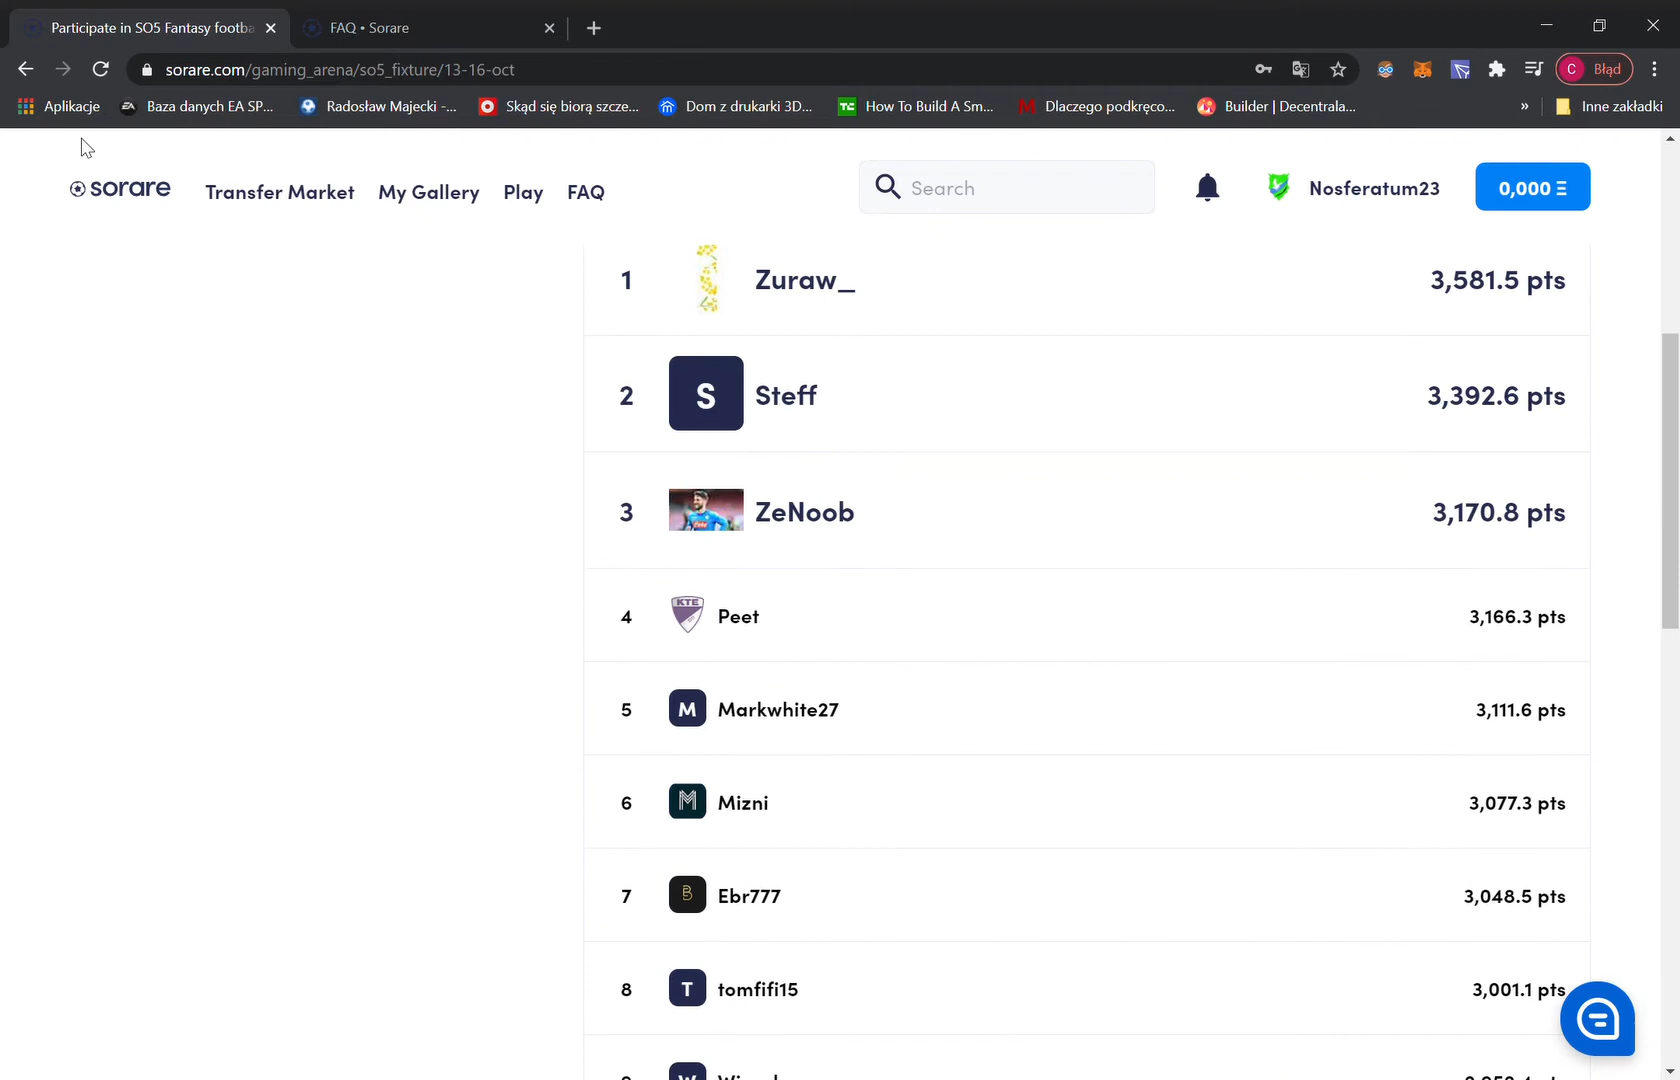 Participate in SO5 Fantasy footba
FAQ • Sorare
sorare.com/gaming_arena/so5_fixture/13-16-oct
C Błąd
Aplikacje
EA Baza danych EA SP...
Radosław Majecki -...
Skąd się biorą szcze...
Dom z drukarki 3D...
TC How To Build A Sm...
M Dlaczego podkręco...
Builder | Decentrala...
»
Inne zakładki
sorare
Transfer Market
My Gallery
Play
FAQ
Search
Nosferatum23
0,000 Ξ
1 Zuraw_ 3,581.5 pts
2 S Steff 3,392.6 pts
3 ZeNoob 3,170.8 pts
4 KTE Peet 3,166.3 pts
5 M Markwhite27 3,111.6 pts
6 M Mizni 3,077.3 pts
7 B Ebr777 3,048.5 pts
8 T tomfifi15 3,001.1 pts